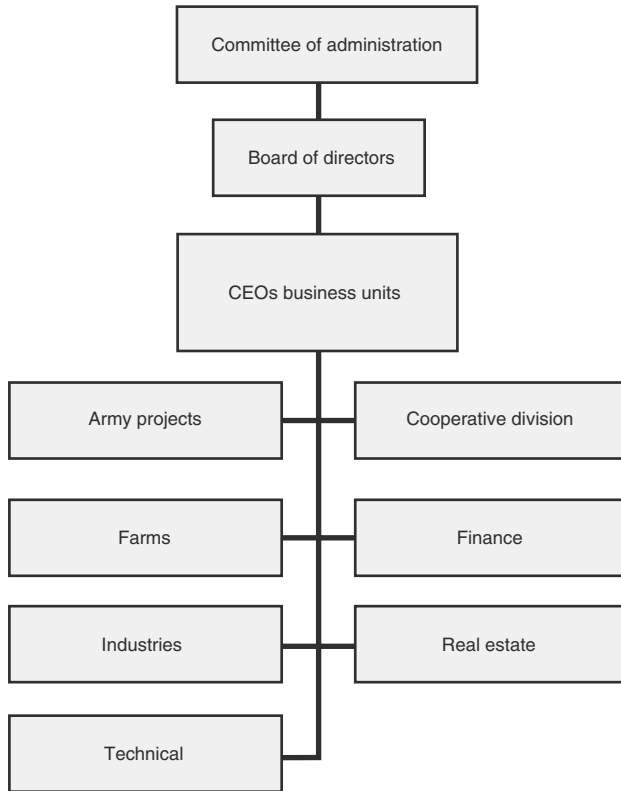 Committee of administration
Board of directors
CEOs business units
Army projects
Cooperative division
Farms
Finance
Industries
Real estate
Technical